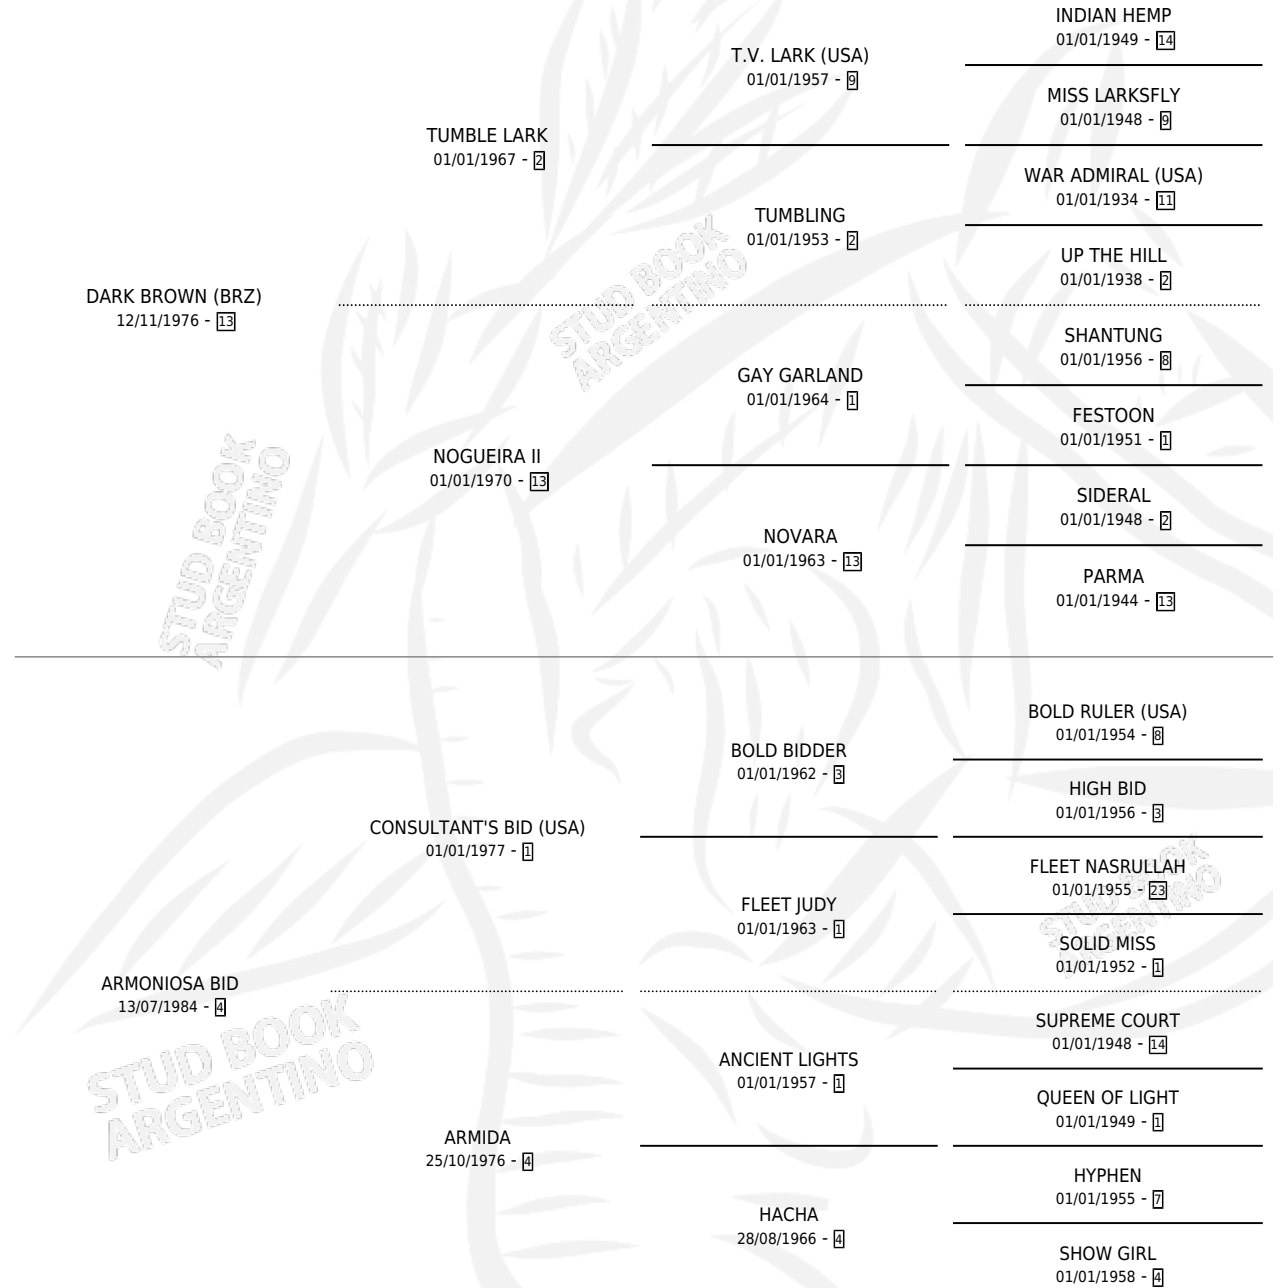 INDIAN HEMP
01/01/1949 - 14
T.V. LARK (USA)
01/01/1957 - 9
MISS LARKSFLY
01/01/1948 - 9
TUMBLE LARK
01/01/1967 - 2
WAR ADMIRAL (USA)
01/01/1934 - 11
TUMBLING
01/01/1953 - 2
UP THE HILL
01/01/1938 - 2
DARK BROWN (BRZ)
12/11/1976 - 13
SHANTUNG
01/01/1956 - 8
GAY GARLAND
01/01/1964 - 1
FESTOON
01/01/1951 - 1
NOGUEIRA II
01/01/1970 - 13
SIDERAL
01/01/1948 - 2
NOVARA
01/01/1963 - 13
PARMA
01/01/1944 - 13
BOLD RULER (USA)
01/01/1954 - 8
BOLD BIDDER
01/01/1962 - 3
HIGH BID
01/01/1956 - 3
CONSULTANT'S BID (USA)
01/01/1977 - 1
FLEET NASRULLAH
01/01/1955 - 23
FLEET JUDY
01/01/1963 - 1
SOLID MISS
01/01/1952 - 1
ARMONIOSA BID
13/07/1984 - 4
SUPREME COURT
01/01/1948 - 14
ANCIENT LIGHTS
01/01/1957 - 1
QUEEN OF LIGHT
01/01/1949 - 1
ARMIDA
25/10/1976 - 4
HYPHEN
01/01/1955 - 7
HACHA
28/08/1966 - 4
SHOW GIRL
01/01/1958 - 4
STUD BOOK
ARGENTINO
STUD BOOK
ARGENTINO
STUD BOOK
ARGENTINO
STUD BOOK
ARGENTINO